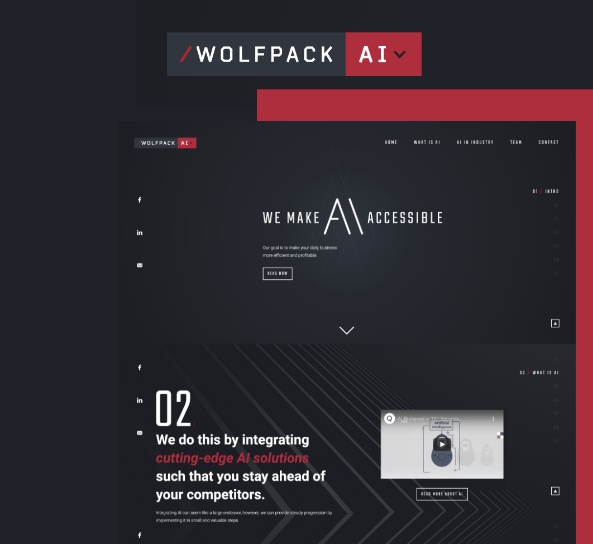 /WOLFPACK AI
WOLFPACK AI
HOME WHAT IS AI AI IN INDUSTRY TEAM CONTACT
01 / INTRO
WE MAKE AI ACCESSIBLE
Our goal is to make your daily business
more efficient and profitable.
READ NOW
02 / WHAT IS AI
02
We do this by integrating
cutting-edge AI solutions
such that you stay ahead of
your competitors.
READ MORE ABOUT AI
Integrating AI can seem like a large endeavor, however, we can provide steady progression by
implementing it in small and valuable steps.